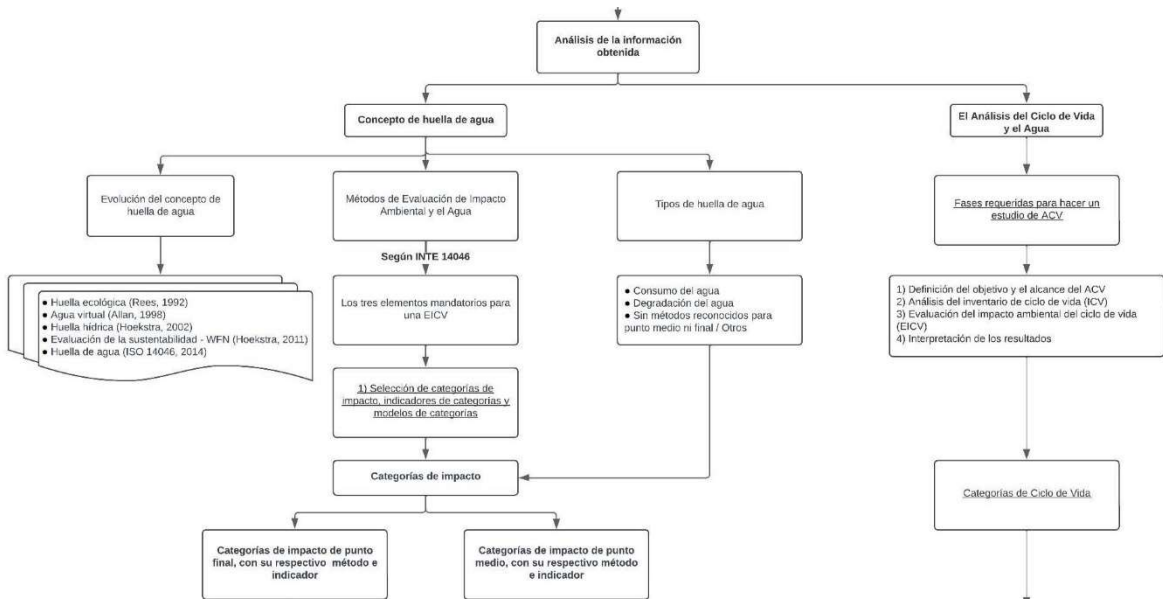 Análisis de la información
obtenida
Concepto de huella de agua
El Análisis del Ciclo de Vida
y el Agua
Evolución del concepto de
huella de agua
Métodos de Evaluación de Impacto
Ambiental y el Agua
Tipos de huella de agua
Fases requeridas para hacer un
estudio de ACV
Según INTE 14046
● Huella ecológica (Rees, 1992)
● Agua virtual (Allan, 1998)
● Huella hídrica (Hoekstra, 2002)
● Evaluación de la sustentabilidad - WFN (Hoekstra, 2011)
● Huella de agua (ISO 14046, 2014)
Los tres elementos mandatorios para
una EICV
● Consumo del agua
● Degradación del agua
● Sin métodos reconocidos para
punto medio ni final / Otros
1) Definición del objetivo y el alcance del ACV
2) Análisis del inventario de ciclo de vida (ICV)
3) Evaluación del impacto ambiental del ciclo de vida
(EICV)
4) Interpretación de los resultados
1) Selección de categorías de
impacto, indicadores de categorías y
modelos de categorías
Categorías de impacto
Categorías de Ciclo de Vida
Categorías de impacto de punto
final, con su respectivo método e
indicador
Categorías de impacto de punto
medio, con su respectivo método
e indicador